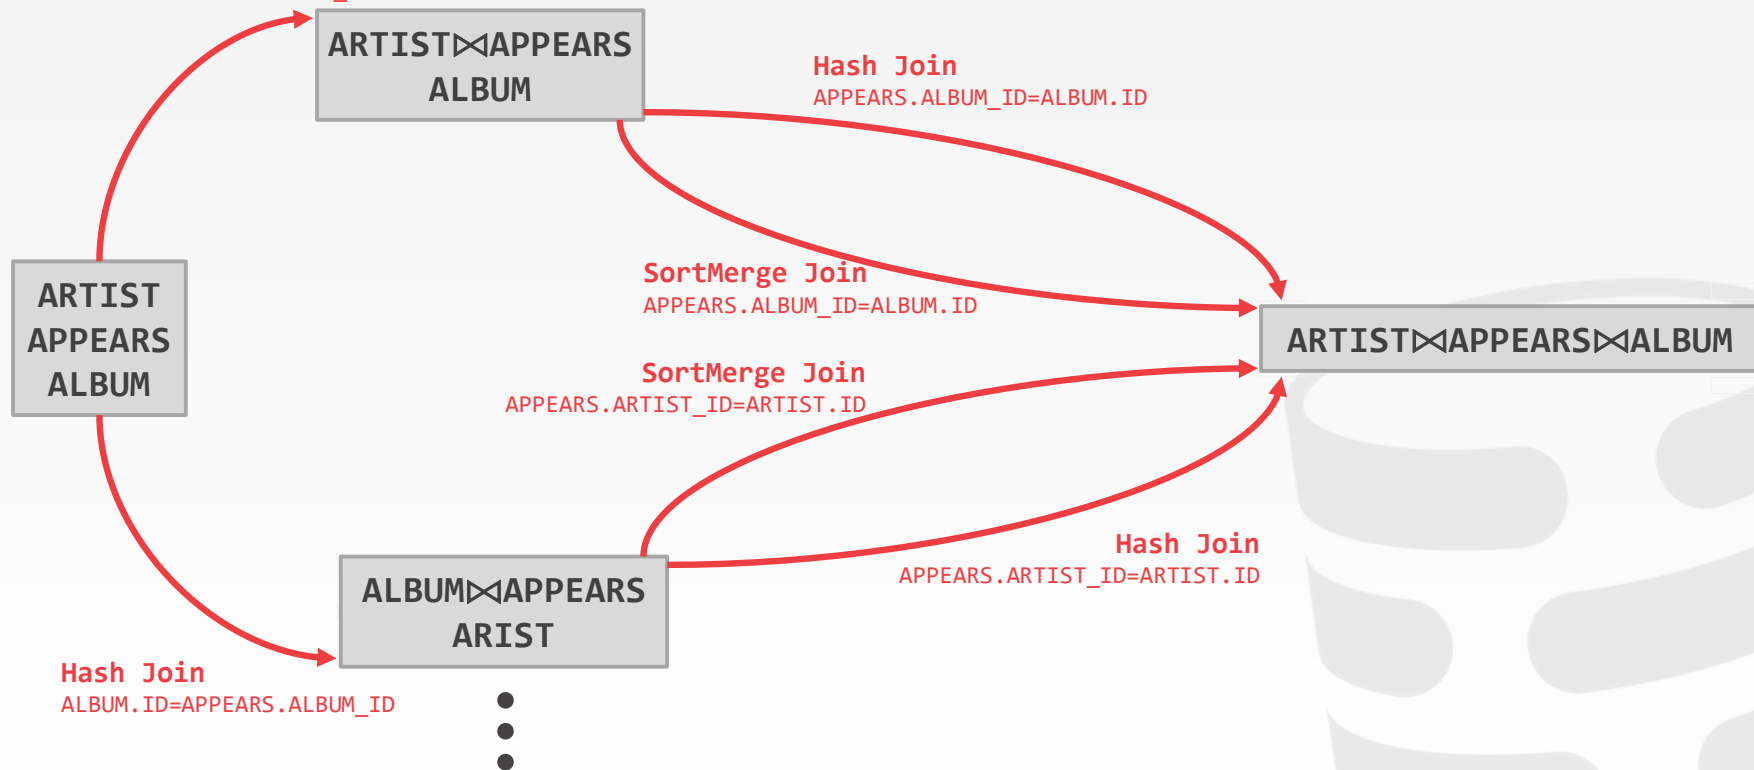 ARTIST⨝APPEARS
ALBUM
Hash Join
APPEARS.ALBUM_ID=ALBUM.ID
ARTIST
APPEARS
ALBUM
SortMerge Join
APPEARS.ALBUM_ID=ALBUM.ID
ARTIST⨝APPEARS⨝ALBUM
SortMerge Join
APPEARS.ARTIST_ID=ARTIST.ID
Hash Join
APPEARS.ARTIST_ID=ARTIST.ID
ALBUM⨝APPEARS
ARIST
Hash Join
ALBUM.ID=APPEARS.ALBUM_ID